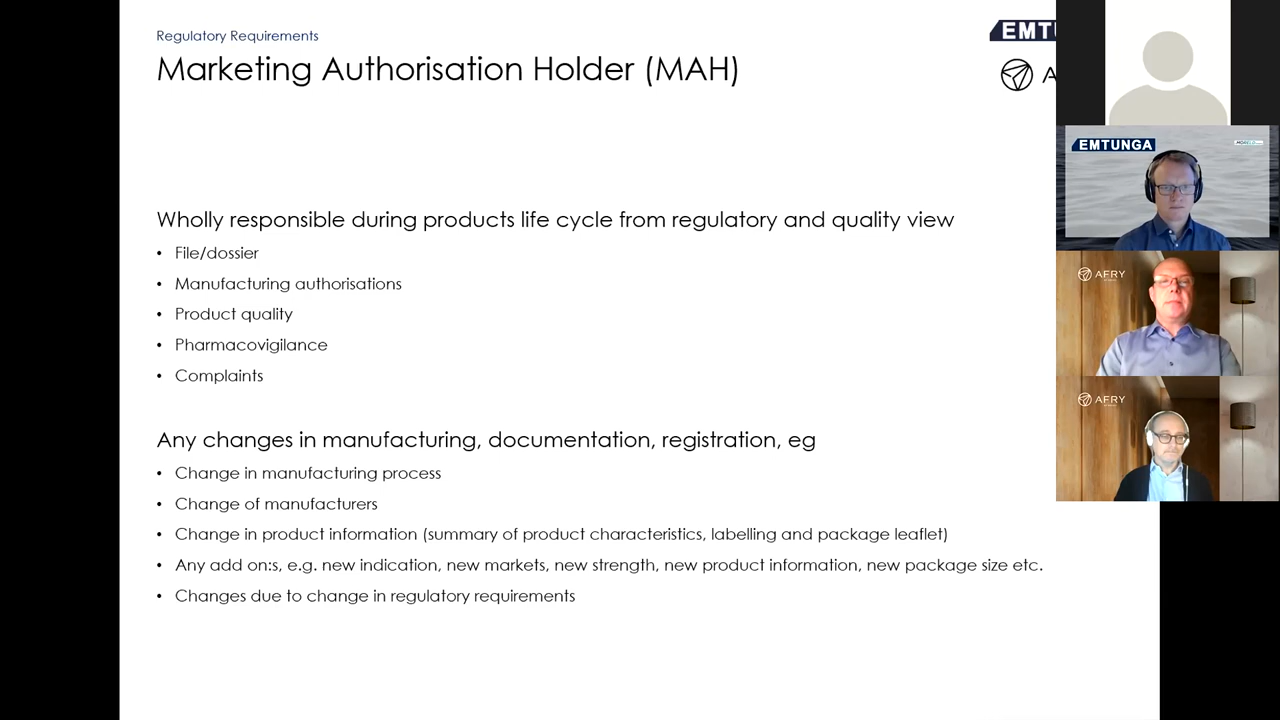 Regulatory Requirements
Marketing Authorisation Holder (MAH)
Wholly responsible during products life cycle from regulatory and quality view
• File/dossier
• Manufacturing authorisations
• Product quality
• Pharmacovigilance
• Complaints
Any changes in manufacturing, documentation, registration, eg
• Change in manufacturing process
• Change of manufacturers
• Change in product information (summary of product characteristics, labelling and package leaflet)
• Any add on:s, e.g. new indication, new markets, new strength, new product information, new package size etc.
• Changes due to change in regulatory requirements
EMTUNGA
AFRY
AFRY